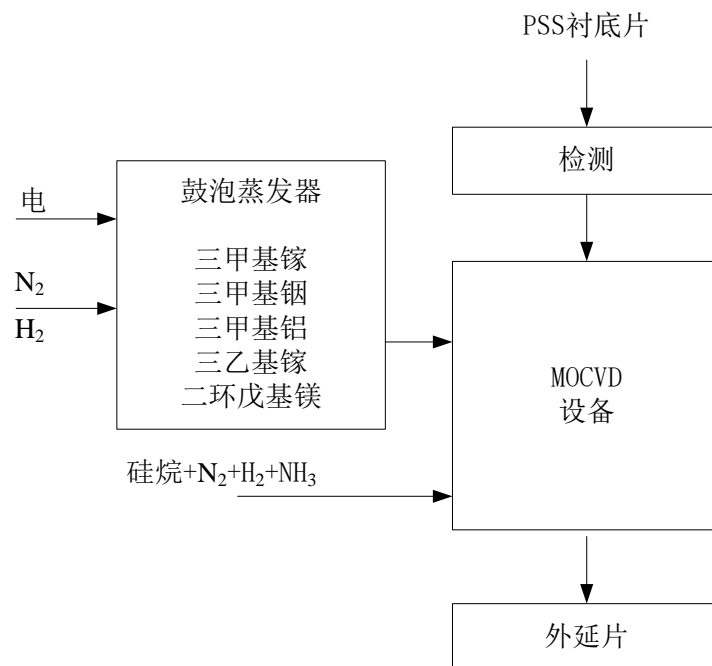 PSS衬底片
检测
鼓泡蒸发器
电
三甲基镓
N₂
三甲基铟
H₂
三甲基铝
三乙基镓
二环戊基镁
MOCVD
设备
硅烷+N₂+H₂+NH₃
外延片